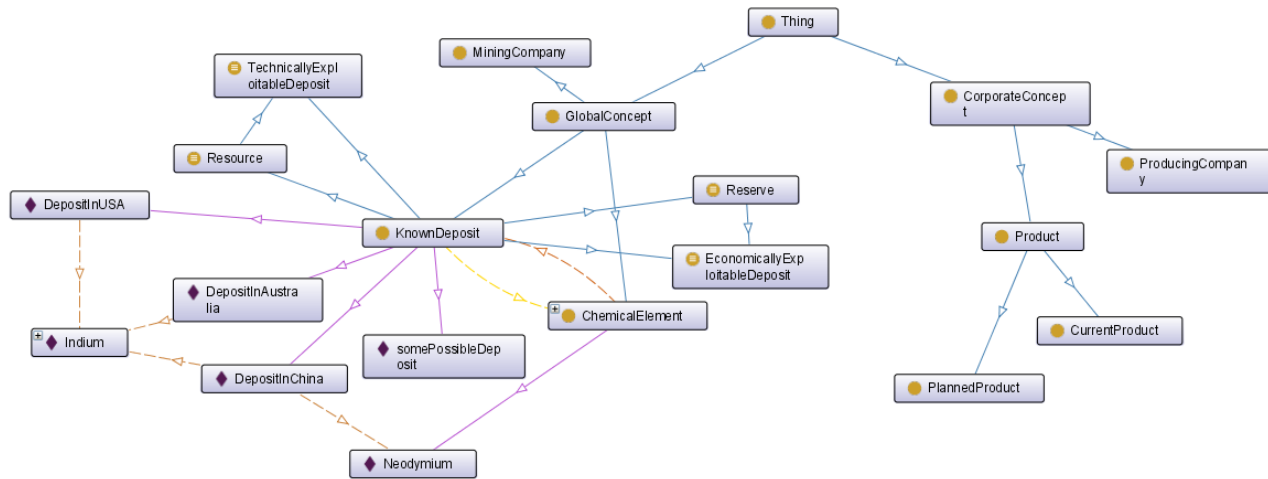 Thing
MiningCompany
TechnicallyExpl
oitableDeposit
CorporateConcep
t
GlobalConcept
Resource
ProducingCompan
y
Reserve
DepositInUSA
KnownDeposit
Product
EconomicallyExp
loitableDeposit
DepositInAustra
lia
ChemicalElement
CurrentProduct
Indium
somePossibleDep
osit
DepositInChina
PlannedProduct
Neodymium